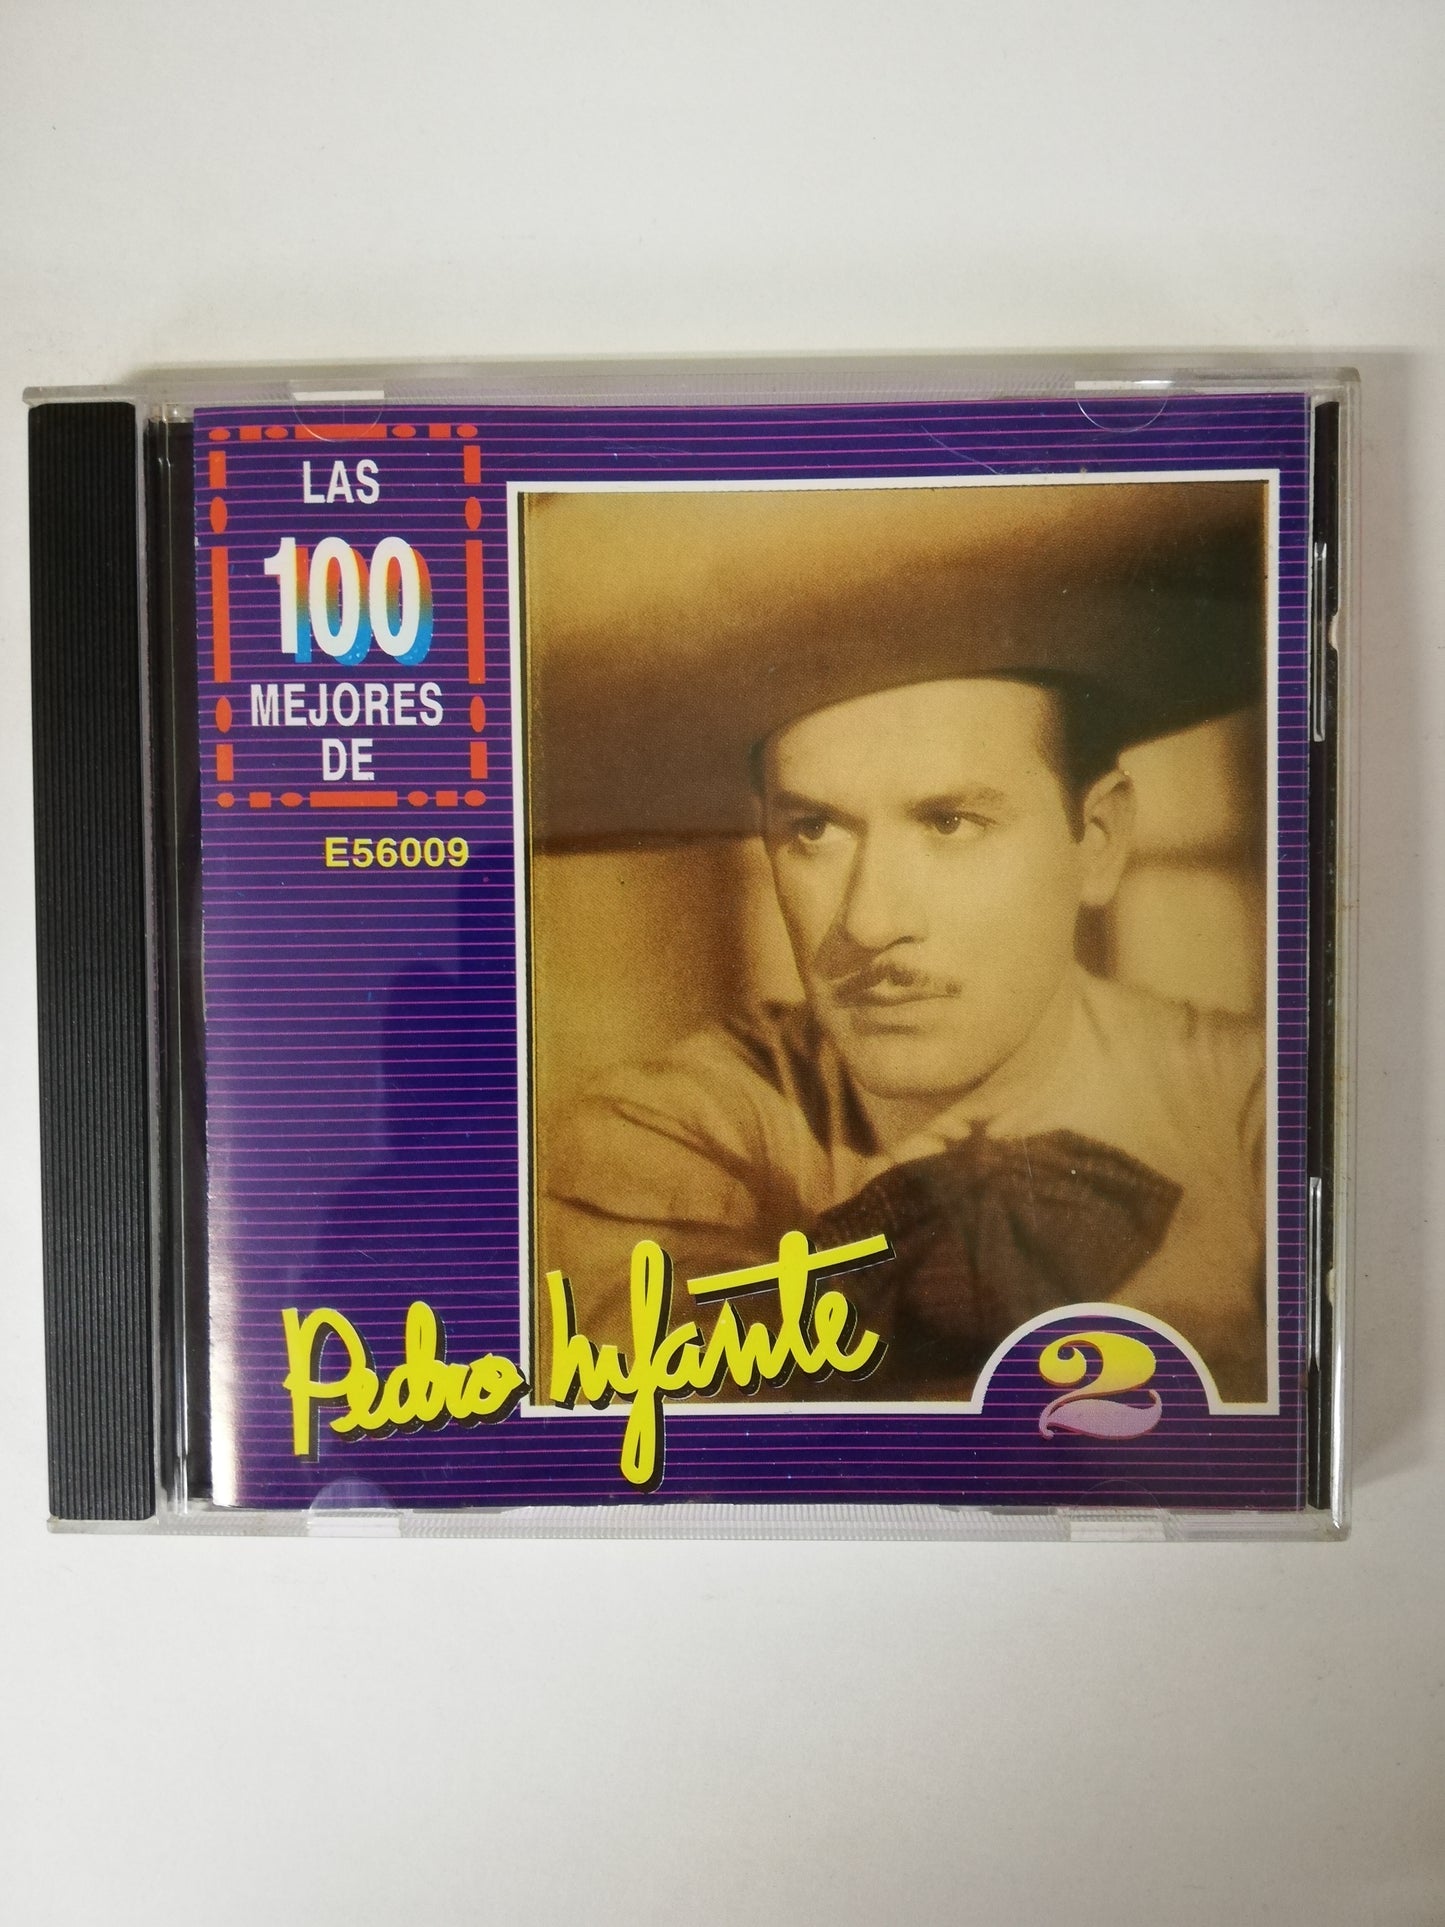 LAS
100
MEJORES
DE
E56009
Pedro Infante
2